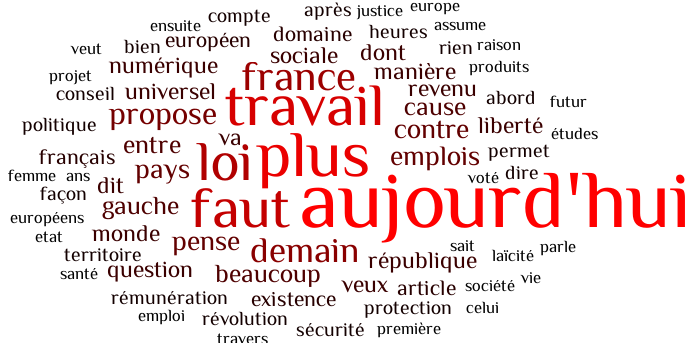 après justice europe
ensuite compte assume
veut bien européen domaine heures rien raison
sociale dont
projet numérique france manière produits
conseil universel travail revenu abord futur
politique propose cause
contre liberté études
français entre va loi plus emplois permet
femme ans dit pays voté dire
façon gauche faut aujourd'hui
européens
etat monde pense demain sait laïcité parle
territoire république
santé question beaucoup veux article société vie
rémunération existence protection celui
emploi révolution sécurité première
travers